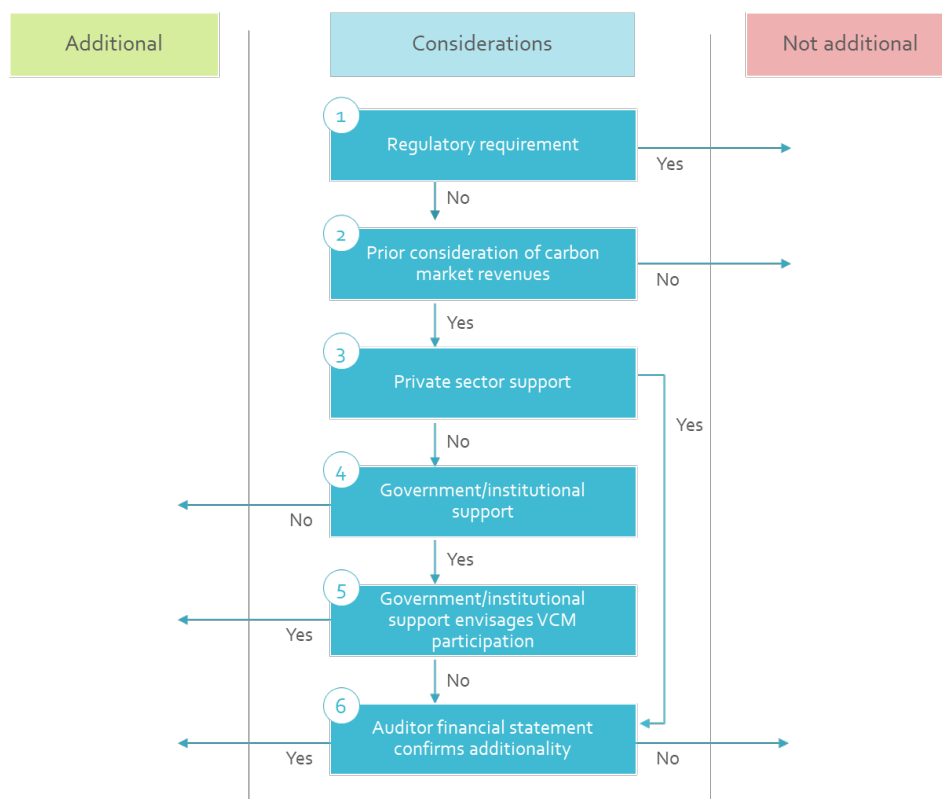 Additional
Considerations
Not additional
1
Regulatory requirement
Yes
No
2
Prior consideration of carbon
market revenues
No
Yes
3
Private sector support
Yes
No
4
Government/institutional
support
No
Yes
5
Government/institutional
support envisages VCM
participation
Yes
No
6
Auditor financial statement
confirms additionality
Yes
No